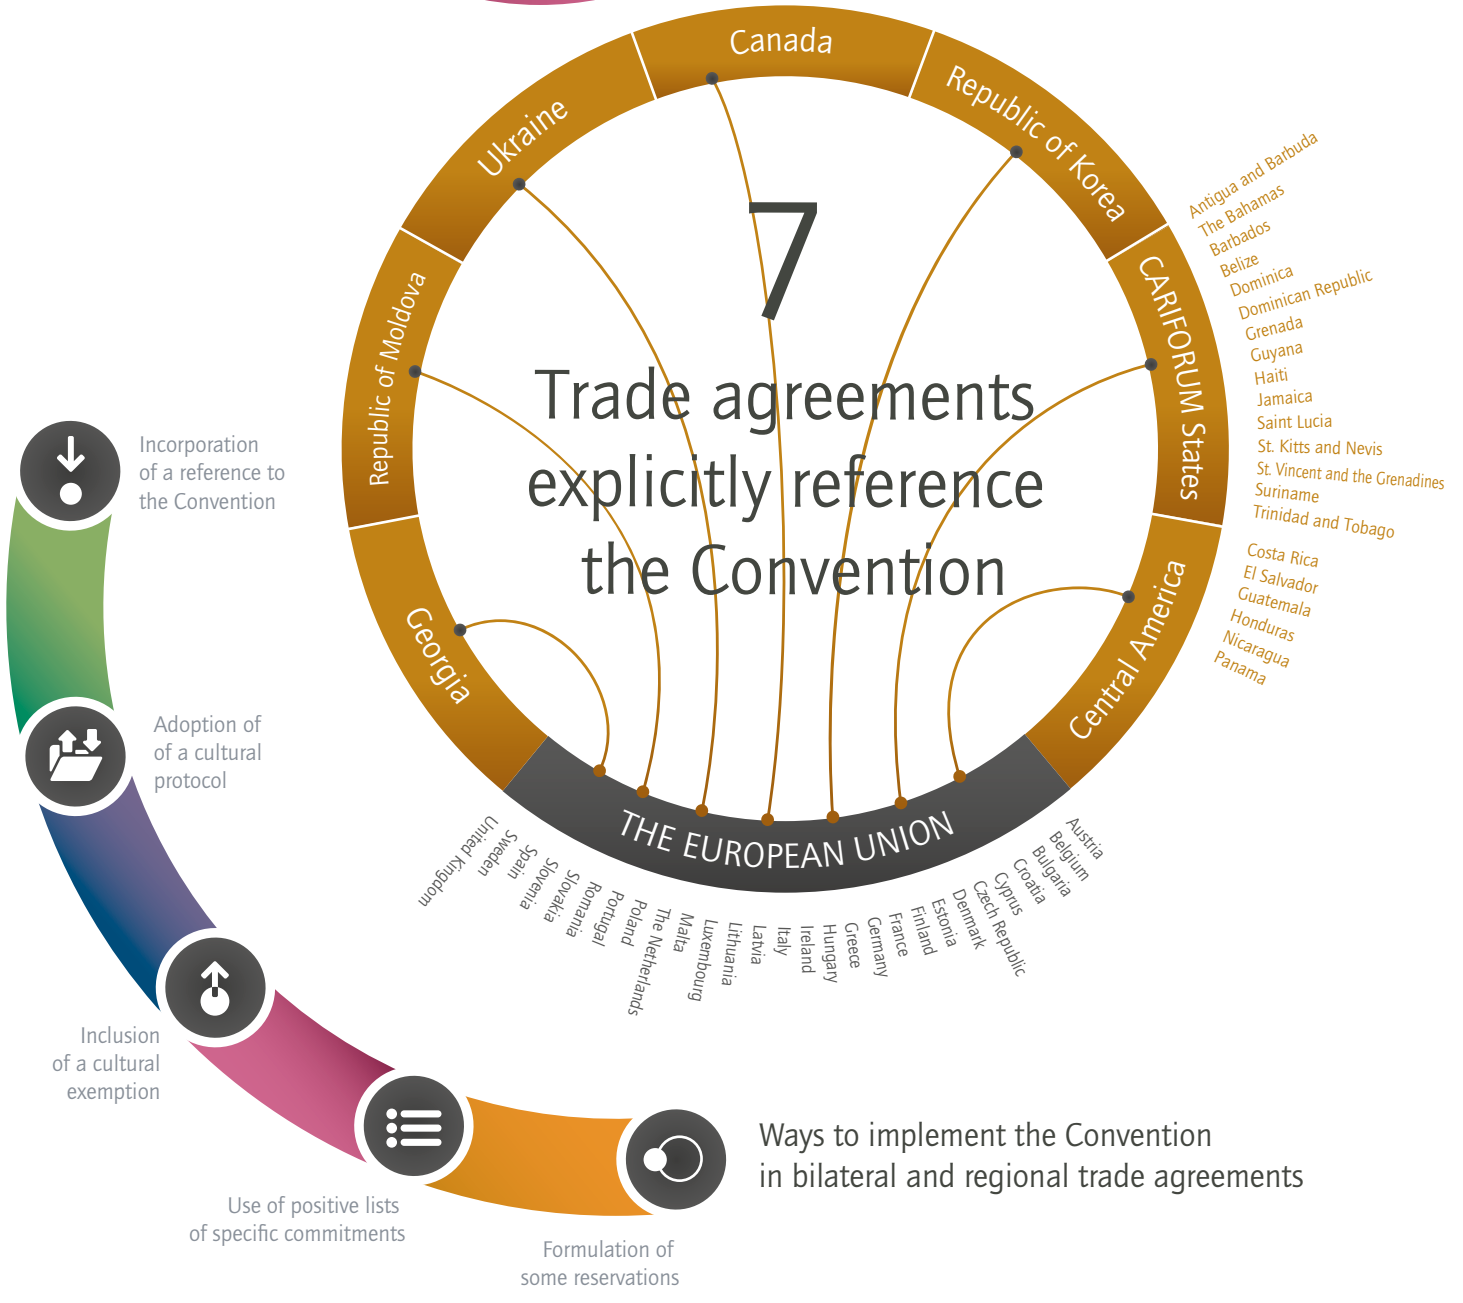 Canada
Republic of Korea
CARIFORUM States
Central America
THE EUROPEAN UNION
Georgia
Republic of Moldova
Ukraine
7
Trade agreements
explicitly reference
the Convention
Antigua and Barbuda
The Bahamas
Barbados
Belize
Dominica
Dominican Republic
Grenada
Guyana
Haiti
Jamaica
Saint Lucia
St. Kitts and Nevis
St. Vincent and the Grenadines
Suriname
Trinidad and Tobago
Costa Rica
El Salvador
Guatemala
Honduras
Nicaragua
Panama
Austria
Belgium
Bulgaria
Croatia
Cyprus
Czech Republic
Denmark
Estonia
Finland
France
Germany
Greece
Hungary
Ireland
Italy
Latvia
Lithuania
Luxembourg
Malta
The Netherlands
Poland
Portugal
Romania
Slovakia
Slovenia
Spain
Sweden
United Kingdom
Incorporation
of a reference to
the Convention
Adoption of
of a cultural
protocol
Inclusion
of a cultural
exemption
Use of positive lists
of specific commitments
Formulation of
some reservations
Ways to implement the Convention
in bilateral and regional trade agreements